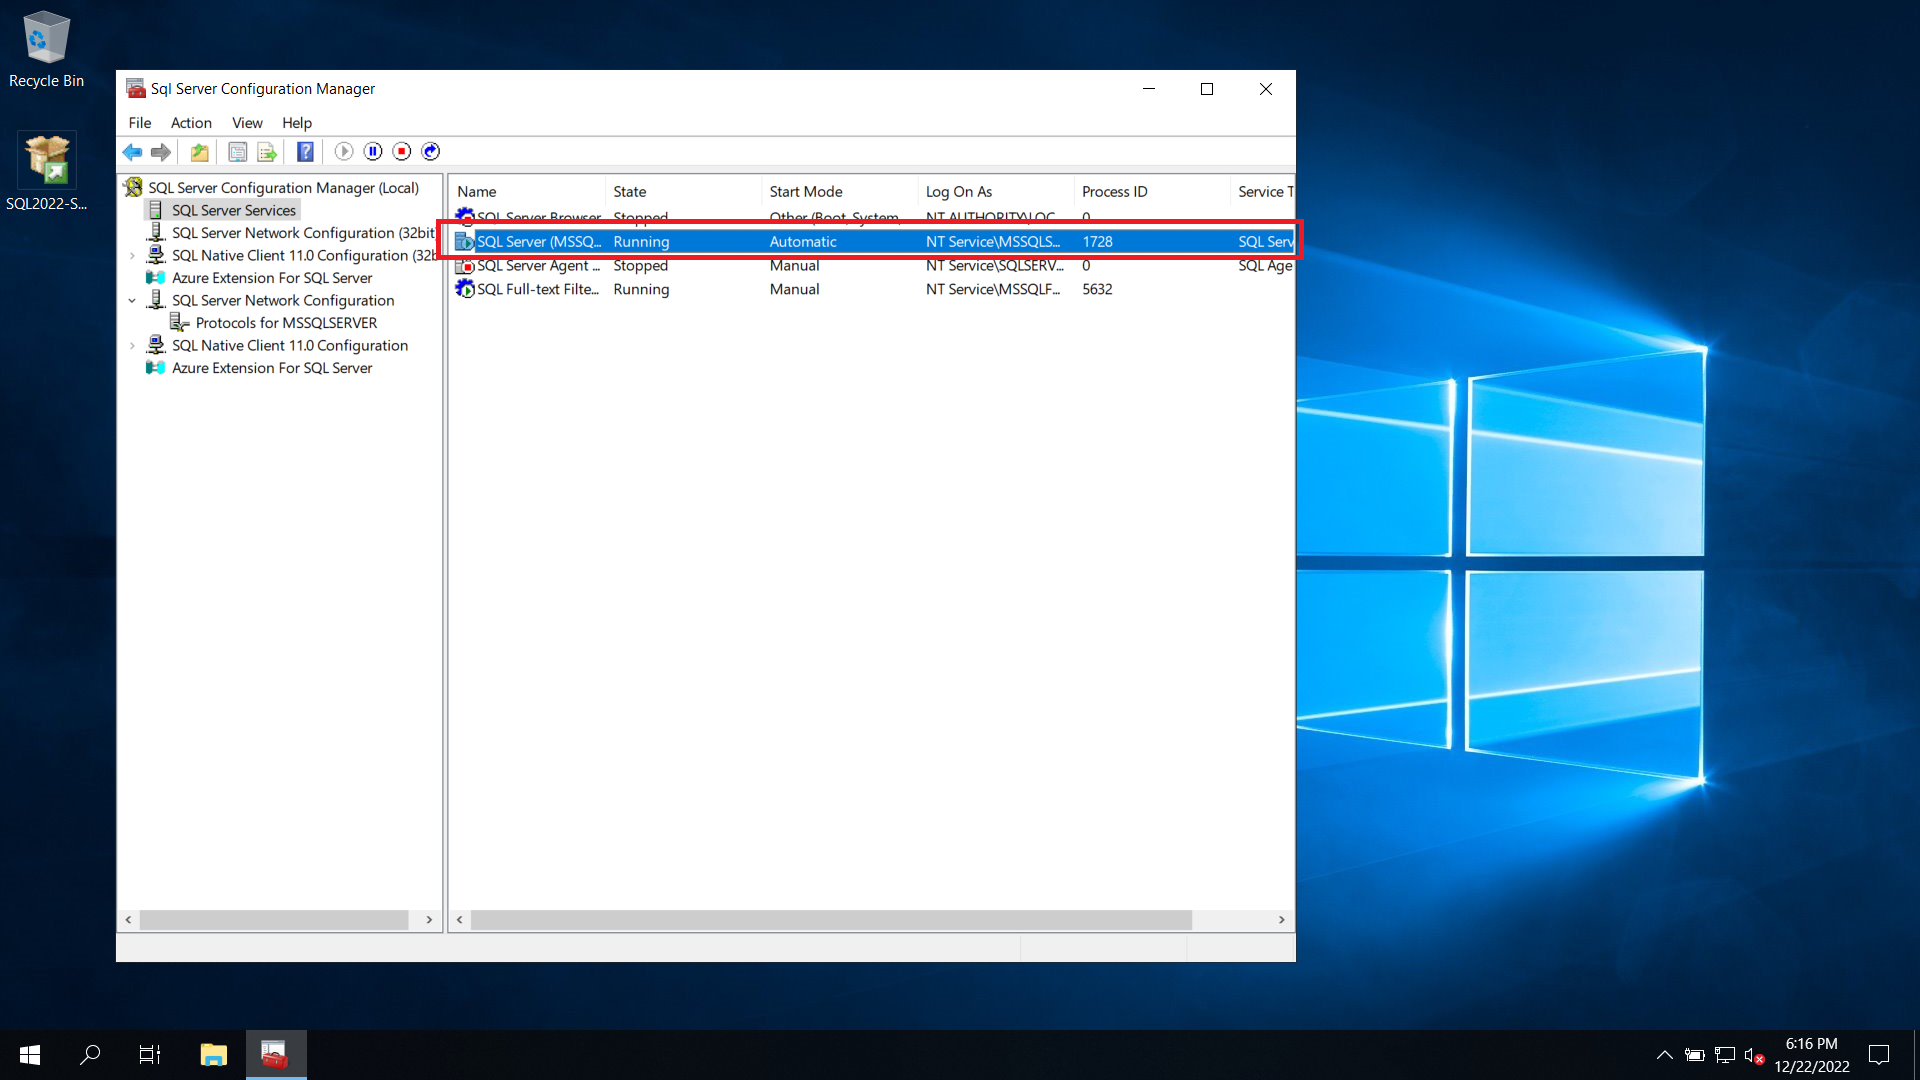 Recycle Bin
SQL2022-S...
Sql Server Configuration Manager
File Action View Help
SQL Server Configuration Manager (Local)
SQL Server Services
SQL Server Network Configuration (32bit
SQL Native Client 11.0 Configuration (32b
Azure Extension For SQL Server
SQL Server Network Configuration
Protocols for MSSQLSERVER
SQL Native Client 11.0 Configuration
Azure Extension For SQL Server
Name State Start Mode Log On As Process ID Service T
SQL Server Browser Stopped Other (Boot, System, NT AUTHORITY\LOC 0
SQL Server (MSSQ... Running Automatic NT Service\MSSQLS... 1728 SQL Serv
SQL Server Agent ... Stopped Manual NT Service\SQLSERV... 0 SQL Age
SQL Full-text Filte... Running Manual NT Service\MSSQLF... 5632
6:16 PM
12/22/2022